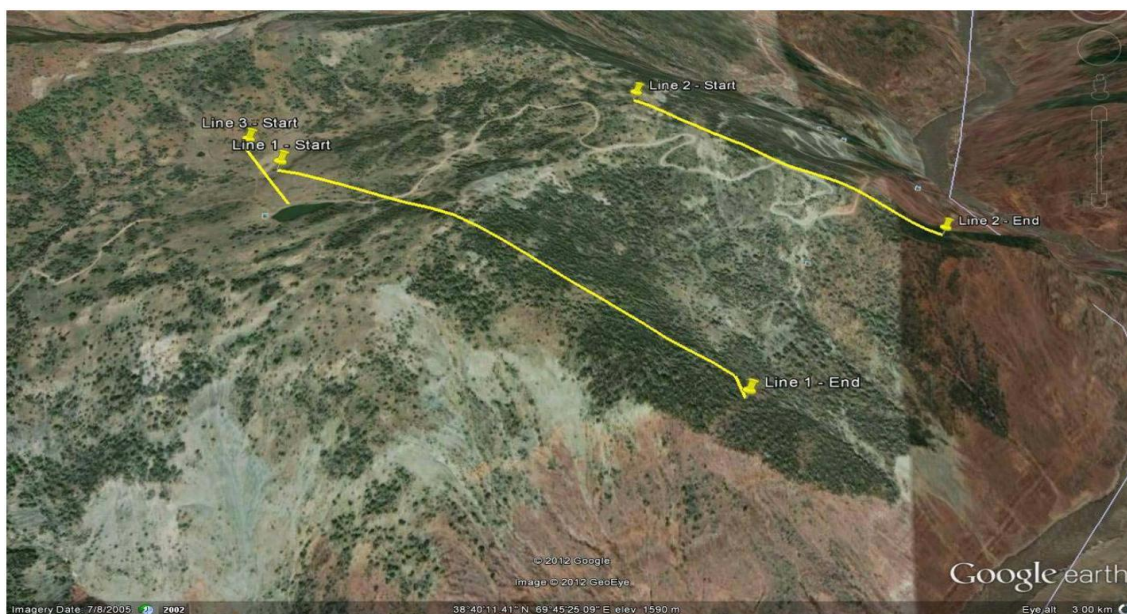 Line 2 - Start
Line 3 - Start
Line 1 - Start
Line 2 - End
Line 1 - End
© 2012 Google
Image © 2012 GeoEye
Google earth
Imagery Date: 7/8/2005 2002 38°40'11.41" N 69°45'25.09" E elev 1590 m Eye alt 3.00 km